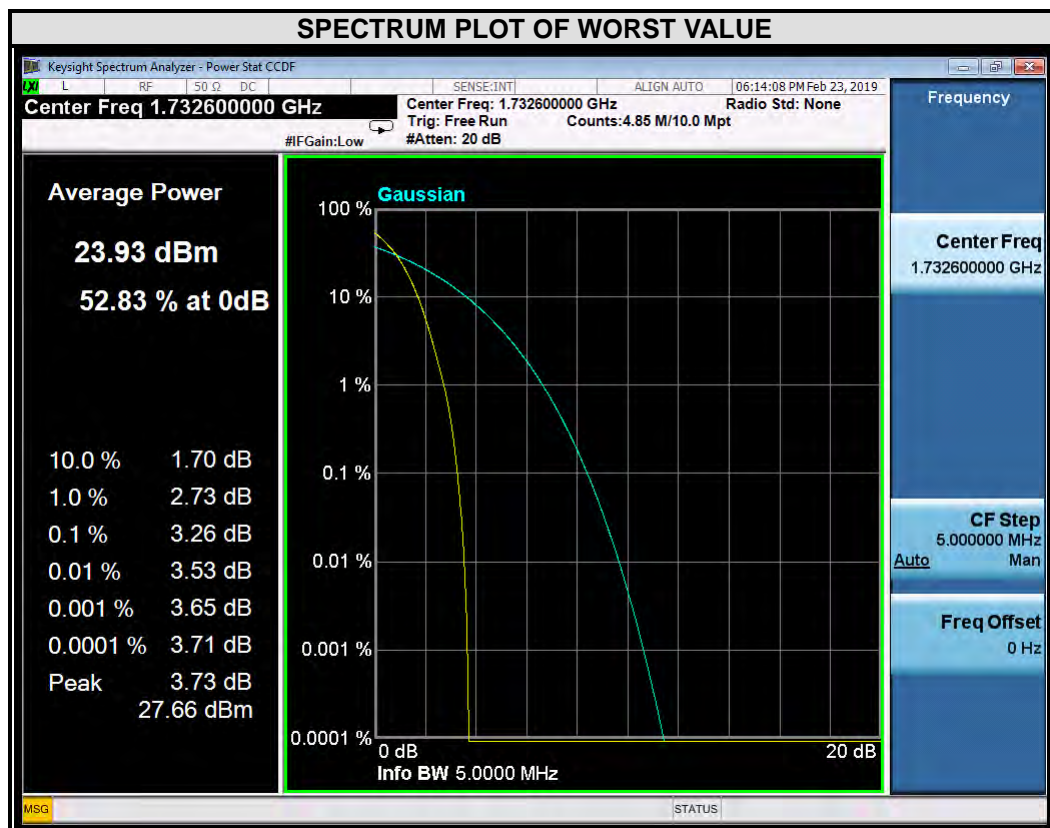 SPECTRUM PLOT OF WORST VALUE
Keysight Spectrum Analyzer - Power Stat CCDF
LXI L RF 50 Ω DC SENSE:INT ALIGN AUTO 06:14:08 PM Feb 23, 2019
Center Freq 1.732600000 GHz
Center Freq: 1.732600000 GHz Radio Std: None
Trig: Free Run Counts:4.85 M/10.0 Mpt
#IFGain:Low #Atten: 20 dB
Frequency
Average Power
23.93 dBm
52.83 % at 0dB
10.0 % 1.70 dB
1.0 % 2.73 dB
0.1 % 3.26 dB
0.01 % 3.53 dB
0.001 % 3.65 dB
0.0001 % 3.71 dB
Peak 3.73 dB
27.66 dBm
Gaussian
100 %
10 %
1 %
0.1 %
0.01 %
0.001 %
0.0001 %
0 dB 20 dB
Info BW 5.0000 MHz
Center Freq
1.732600000 GHz
CF Step
5.000000 MHz
Auto Man
Freq Offset
0 Hz
MSG STATUS